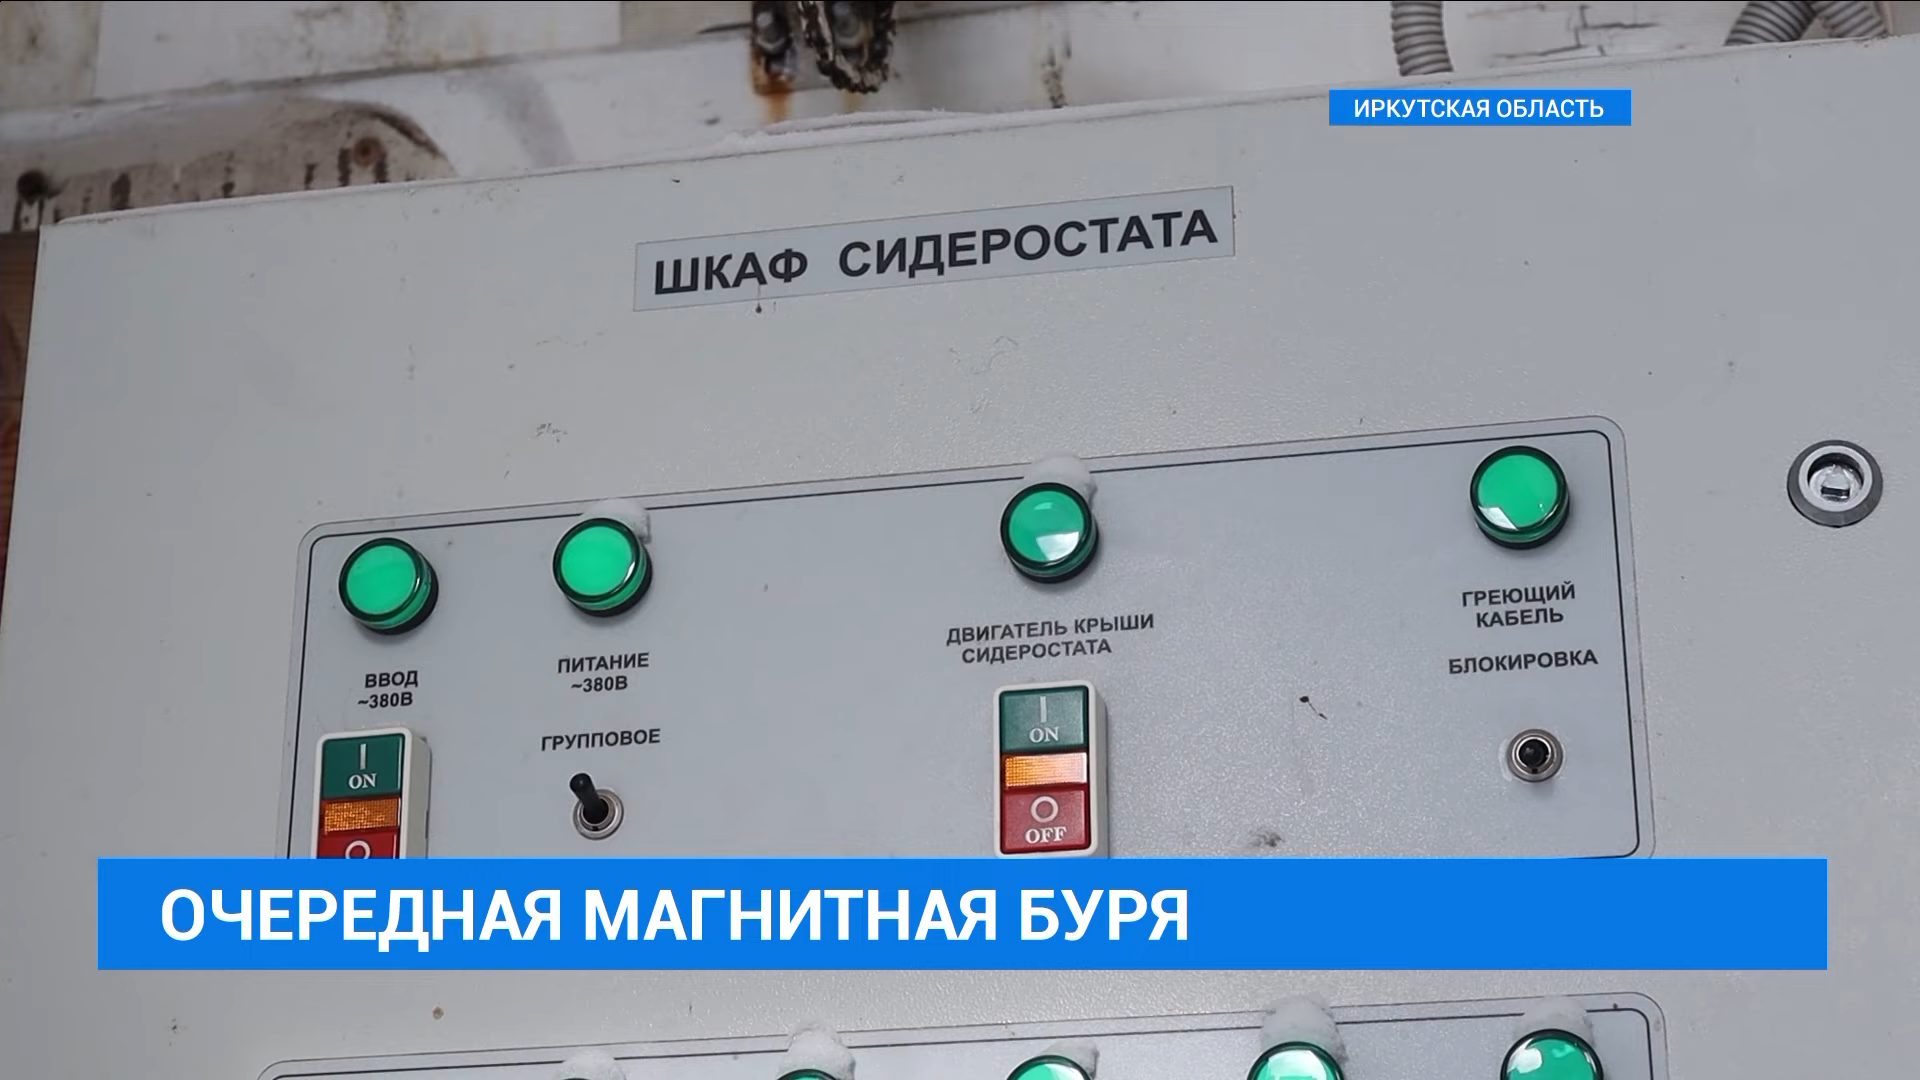 ИРКУТСКАЯ ОБЛАСТЬ
ШКАФ СИДЕРОСТАТА
ВВОД
~380В
ПИТАНИЕ
~380В
ГРУППОВОЕ
ДВИГАТЕЛЬ КРЫШИ
СИДЕРОСТАТА
ГРЕЮЩИЙ
КАБЕЛЬ
БЛОКИРОВКА
I
ON
O
I
ON
O
OFF
ОЧЕРЕДНАЯ МАГНИТНАЯ БУРЯ